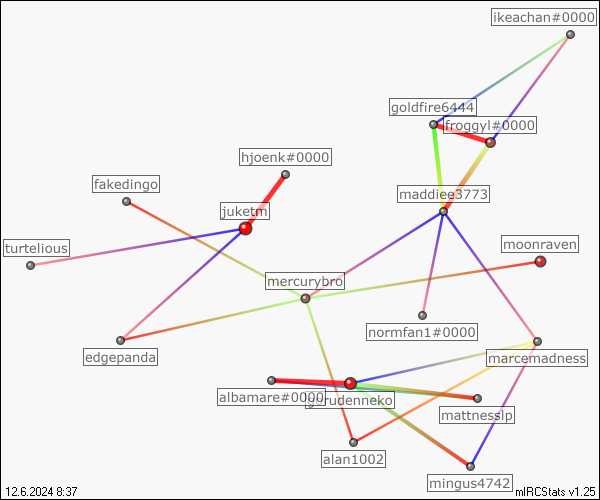 ikeachan#0000
goldfire6444
froggyl#0000
hjoenk#0000
fakedingo
maddiee3773
juketm
turtelious
moonraven
mercurybro
normfan1#0000
edgepanda
marcemadness
albamare#0000
gurudenneko
mattnesslp
alan1002
mingus4742
12.6.2024 8:37
mIRCStats v1.25